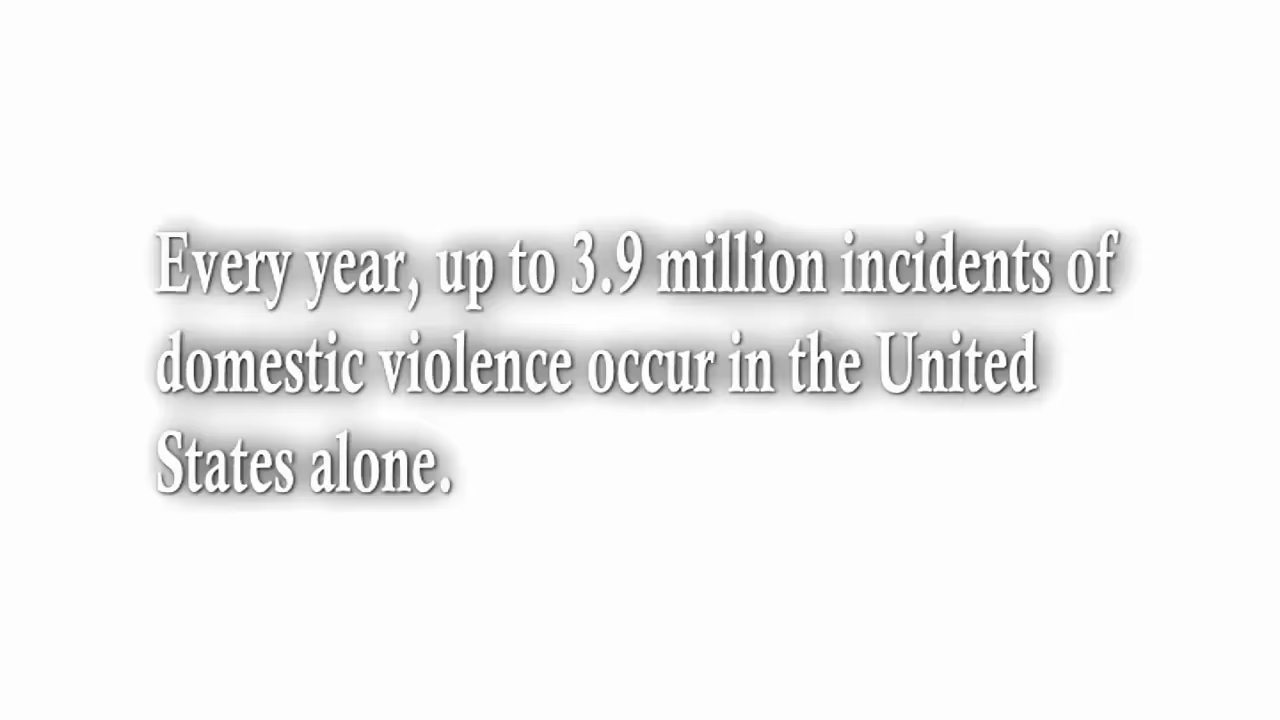 Every year, up to 3.9 million incidents of
domestic violence occur in the United
States alone.